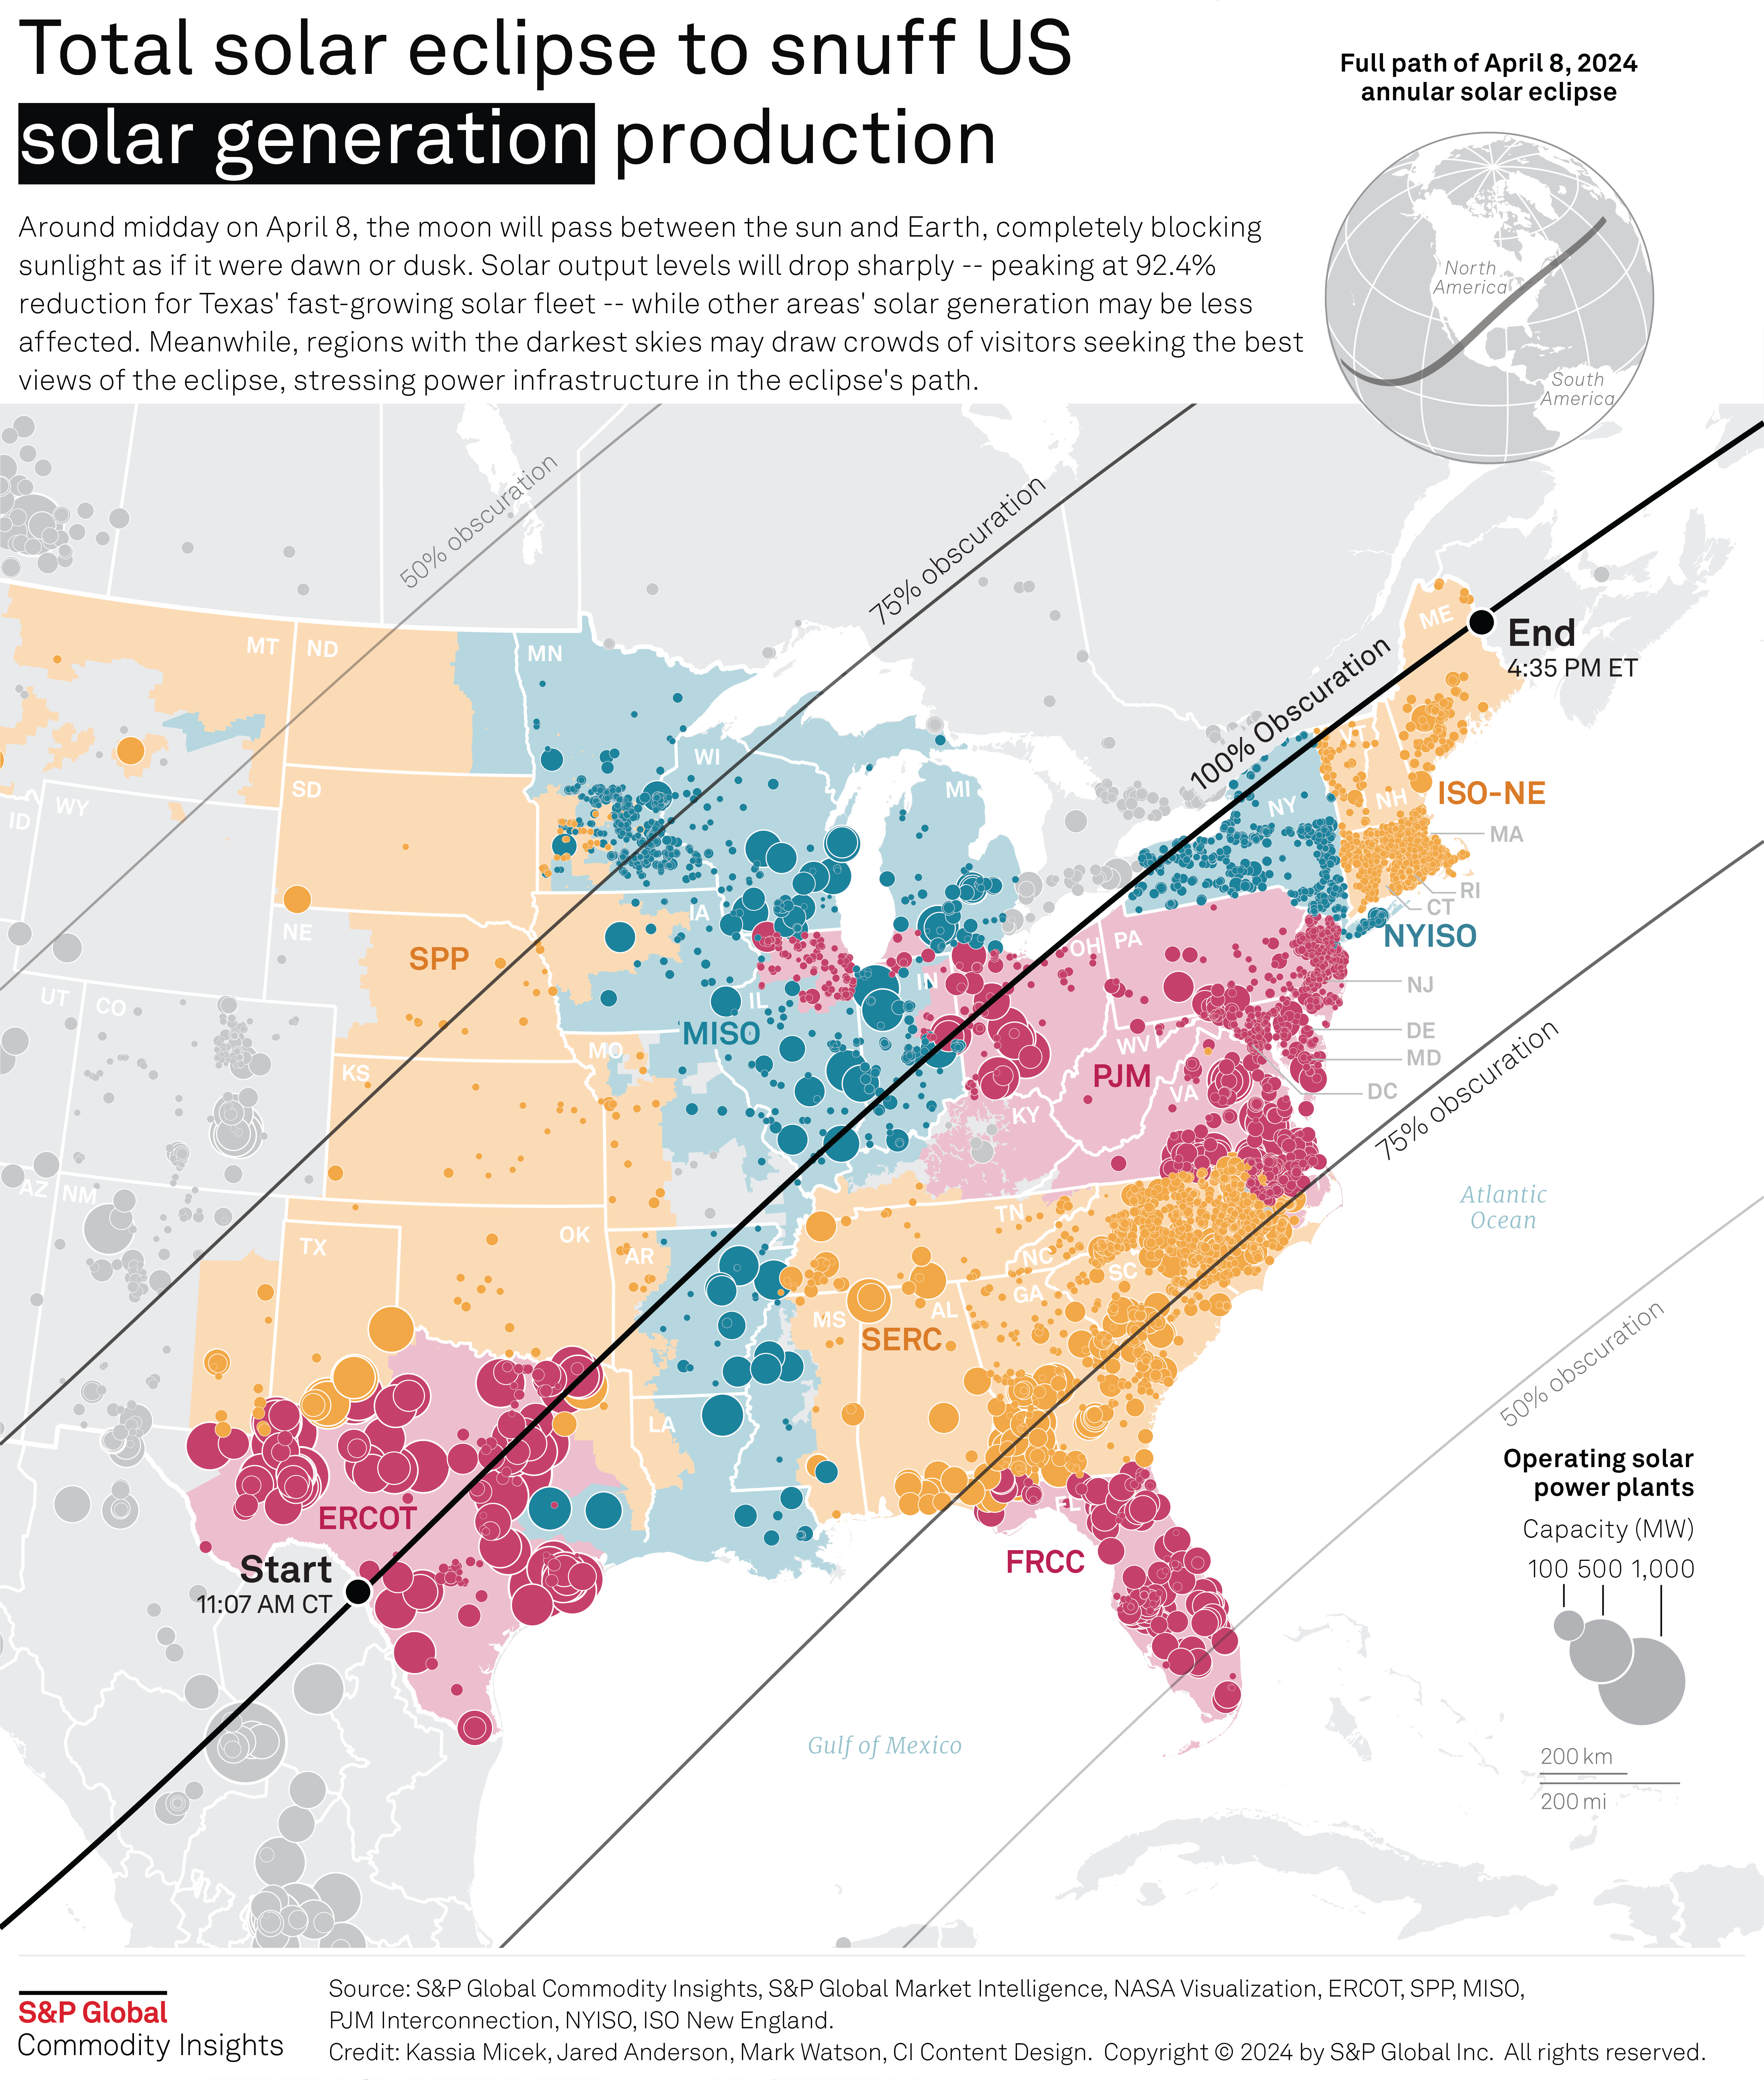 Total solar eclipse to snuff US
solar generation production
Around midday on April 8, the moon will pass between the sun and Earth, completely blocking
sunlight as if it were dawn or dusk. Solar output levels will drop sharply -- peaking at 92.4%
reduction for Texas' fast-growing solar fleet -- while other areas' solar generation may be less
affected. Meanwhile, regions with the darkest skies may draw crowds of visitors seeking the best
views of the eclipse, stressing power infrastructure in the eclipse's path.
Full path of April 8, 2024
annular solar eclipse
North
America
South
America
50% obscuration
75% obscuration
100% Obscuration
End
4:35 PM ET
ME
MT
ND
MN
WI
MI
VT
NH
NY
ISO-NE
MA
RI
CT
NYISO
ID
WY
SD
IA
NE
SPP
OH
PA
NJ
UT
CO
IL
IN
MISO
DE
MD
DC
WV
PJM
VA
KS
MO
KY
75% obscuration
AZ
NM
Atlantic
Ocean
TX
OK
AR
TN
NC
SC
MS
AL
GA
SERC
50% obscuration
LA
ERCOT
FL
FRCC
Start
11:07 AM CT
Gulf of Mexico
Operating solar
power plants
Capacity (MW)
100 500 1,000
200 km
200 mi
S&P Global
Commodity Insights
Source: S&P Global Commodity Insights, S&P Global Market Intelligence, NASA Visualization, ERCOT, SPP, MISO,
PJM Interconnection, NYISO, ISO New England.
Credit: Kassia Micek, Jared Anderson, Mark Watson, CI Content Design. Copyright © 2024 by S&P Global Inc. All rights reserved.